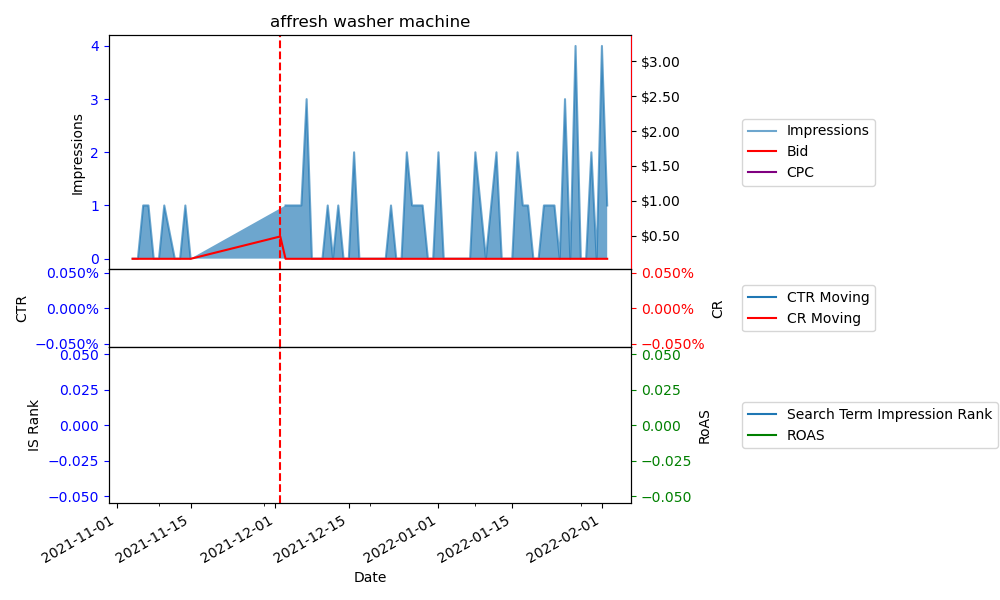 affresh washer machine
Impressions
4
3
2
1
0
$3.00
$2.50
$2.00
$1.50
$1.00
$0.50
Impressions
Bid
CPC
CTR
0.050%
0.000%
−0.050%
0.050%
0.000%
−0.050%
CR
CTR Moving
CR Moving
IS Rank
0.050
0.025
0.000
−0.025
−0.050
0.050
0.025
0.000
−0.025
−0.050
RoAS
Search Term Impression Rank
ROAS
2021-11-01
2021-11-15
2021-12-01
2021-12-15
2022-01-01
2022-01-15
2022-02-01
Date